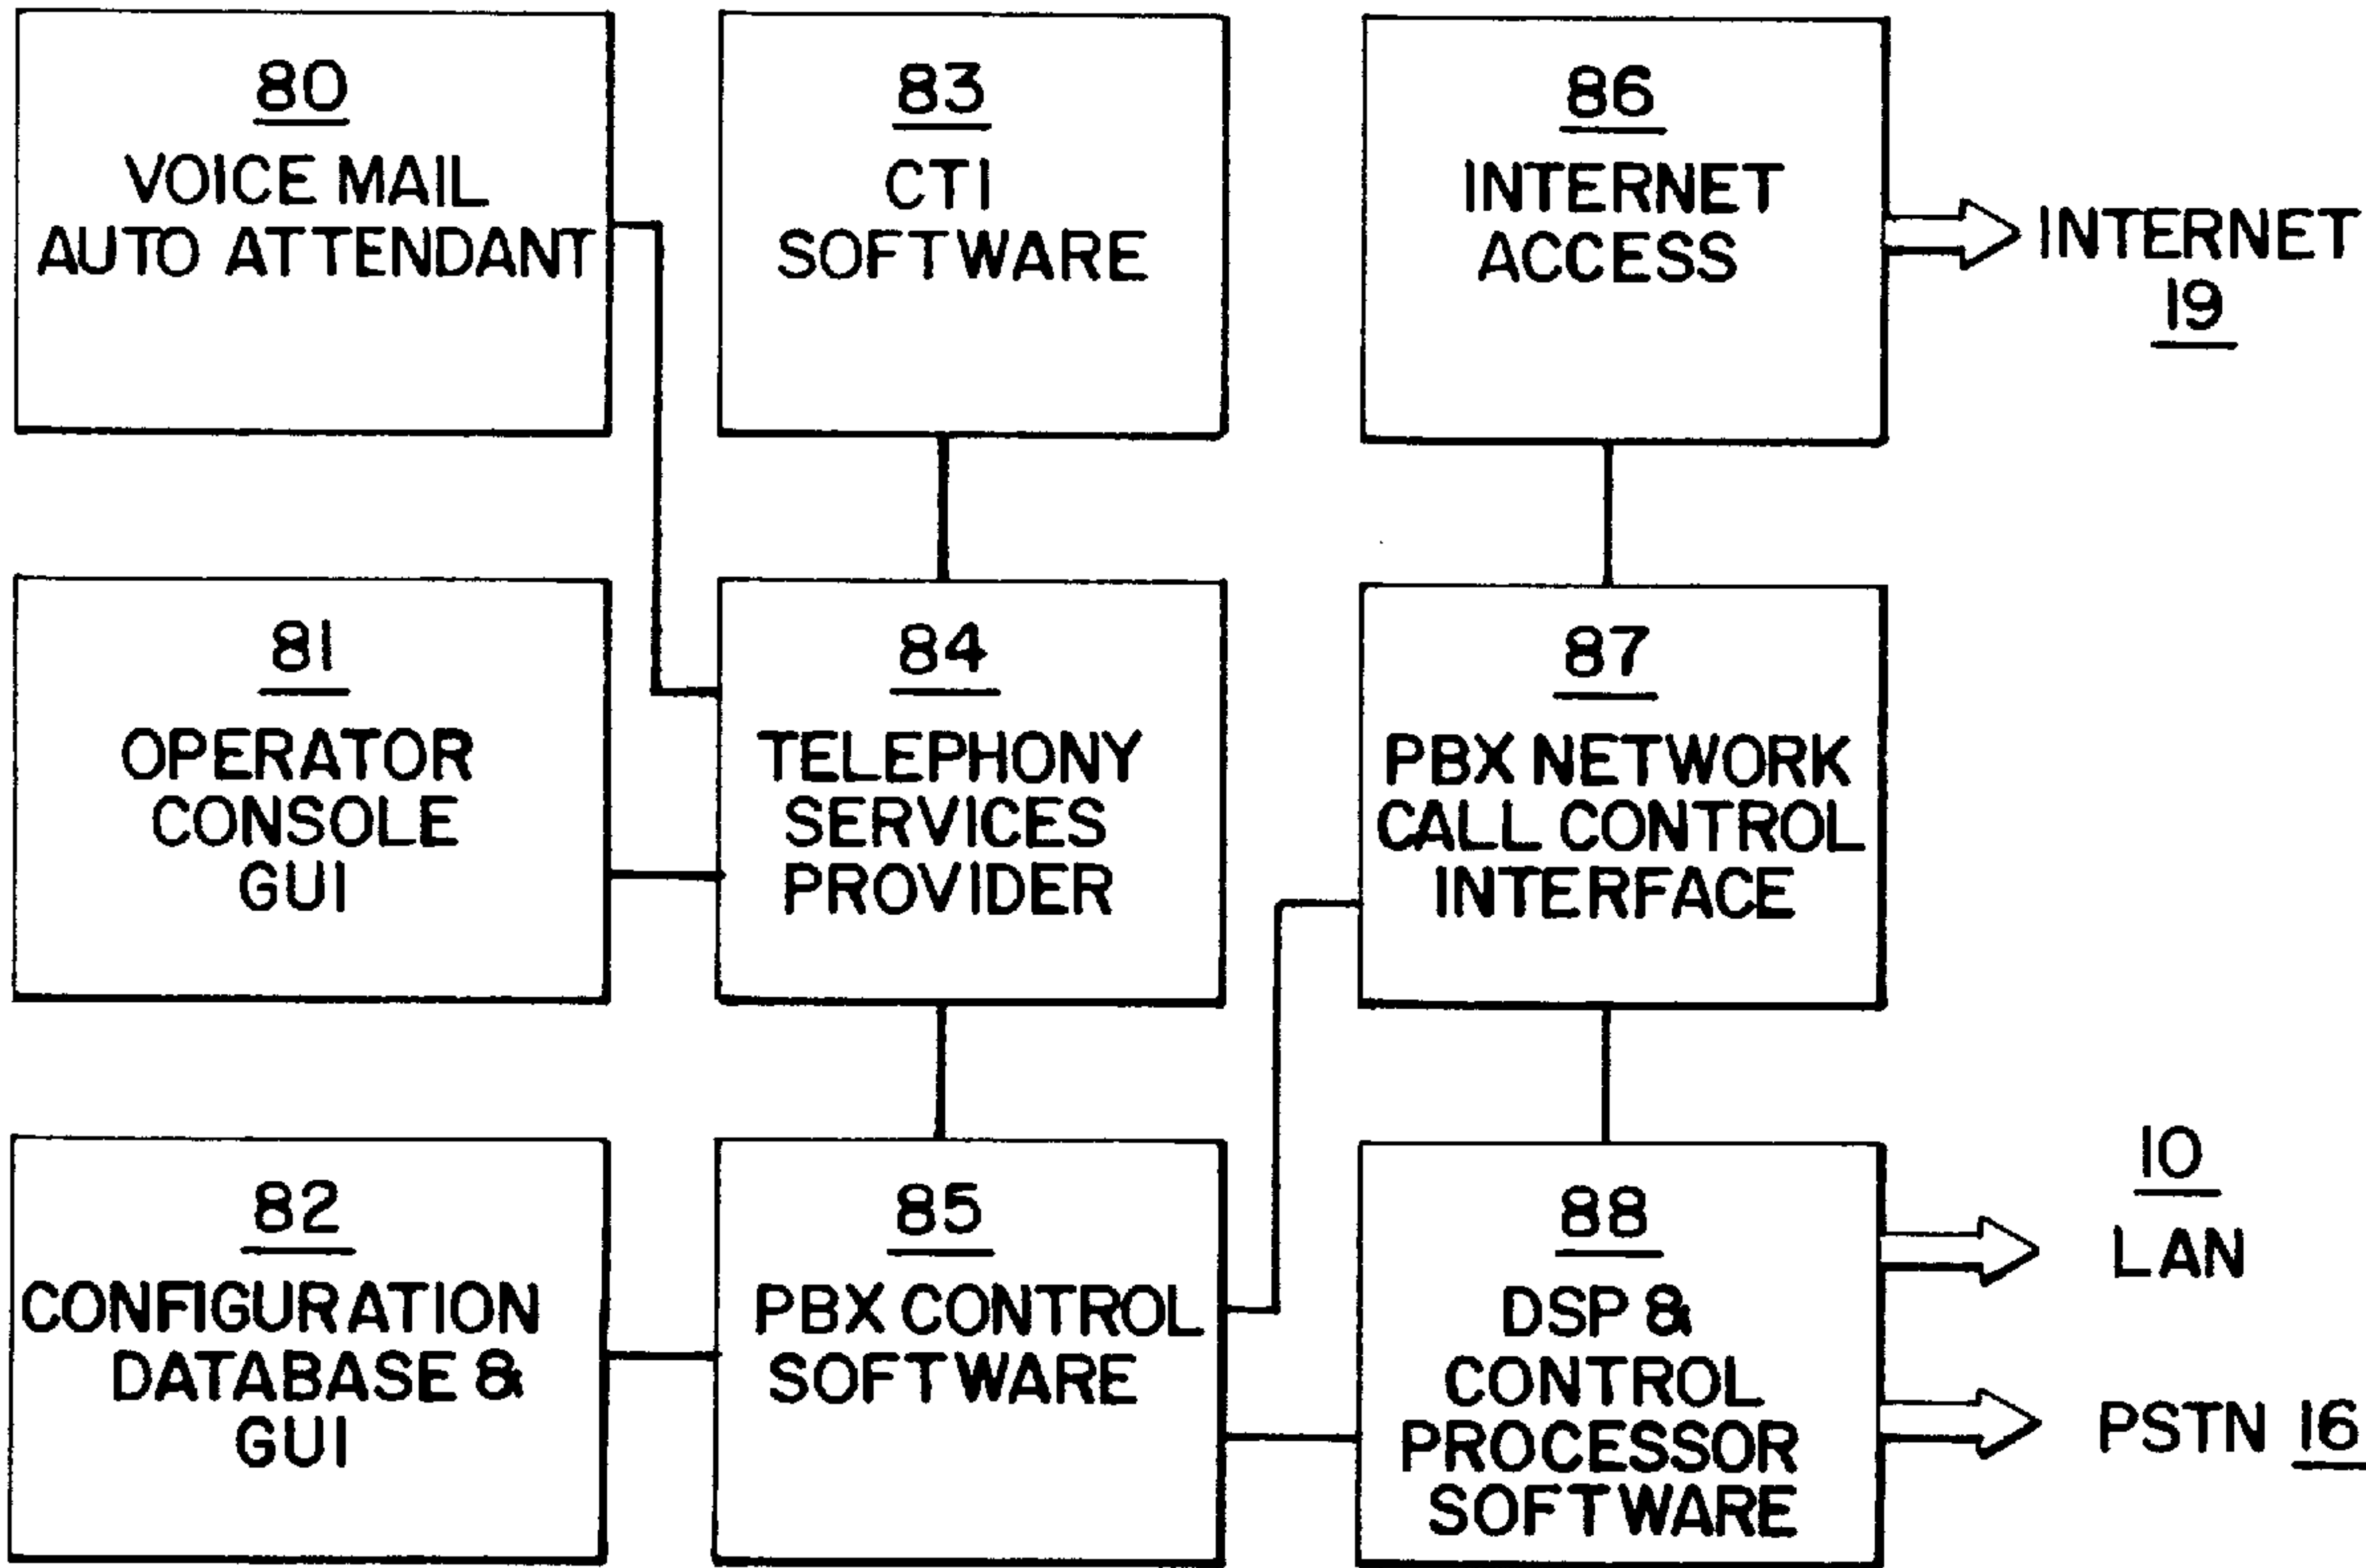 80
VOICE MAIL
AUTO ATTENDANT
83
CTI
SOFTWARE
86
INTERNET
ACCESS
INTERNET
19
81
OPERATOR
CONSOLE
GUI
84
TELEPHONY
SERVICES
PROVIDER
87
PBX NETWORK
CALL CONTROL
INTERFACE
82
CONFIGURATION
DATABASE &
GUI
85
PBX CONTROL
SOFTWARE
88
DSP &
CONTROL
PROCESSOR
SOFTWARE
10
LAN
PSTN 16